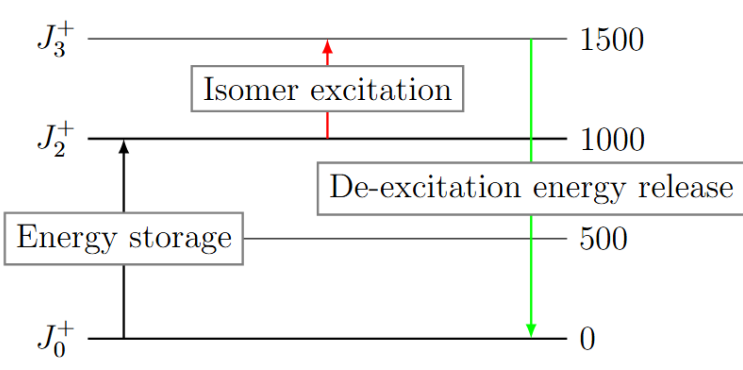 J₃⁺ 1500
Isomer excitation
J₂⁺ 1000
De-excitation energy release
Energy storage 500
J₀⁺ 0